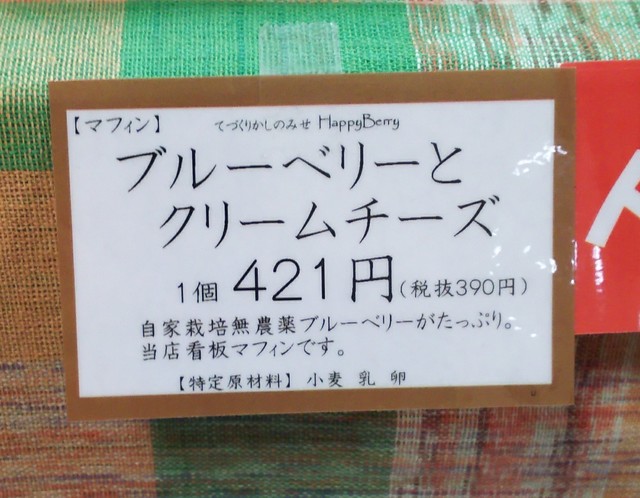 【マフィン】 てづくりかしのみせ HappyBerry
ブルーベリーと
クリームチーズ
1個 421円(税抜390円)
自家栽培無農薬ブルーベリーがたっぷり。
当店看板マフィンです。
【特定原材料】 小麦 乳 卵